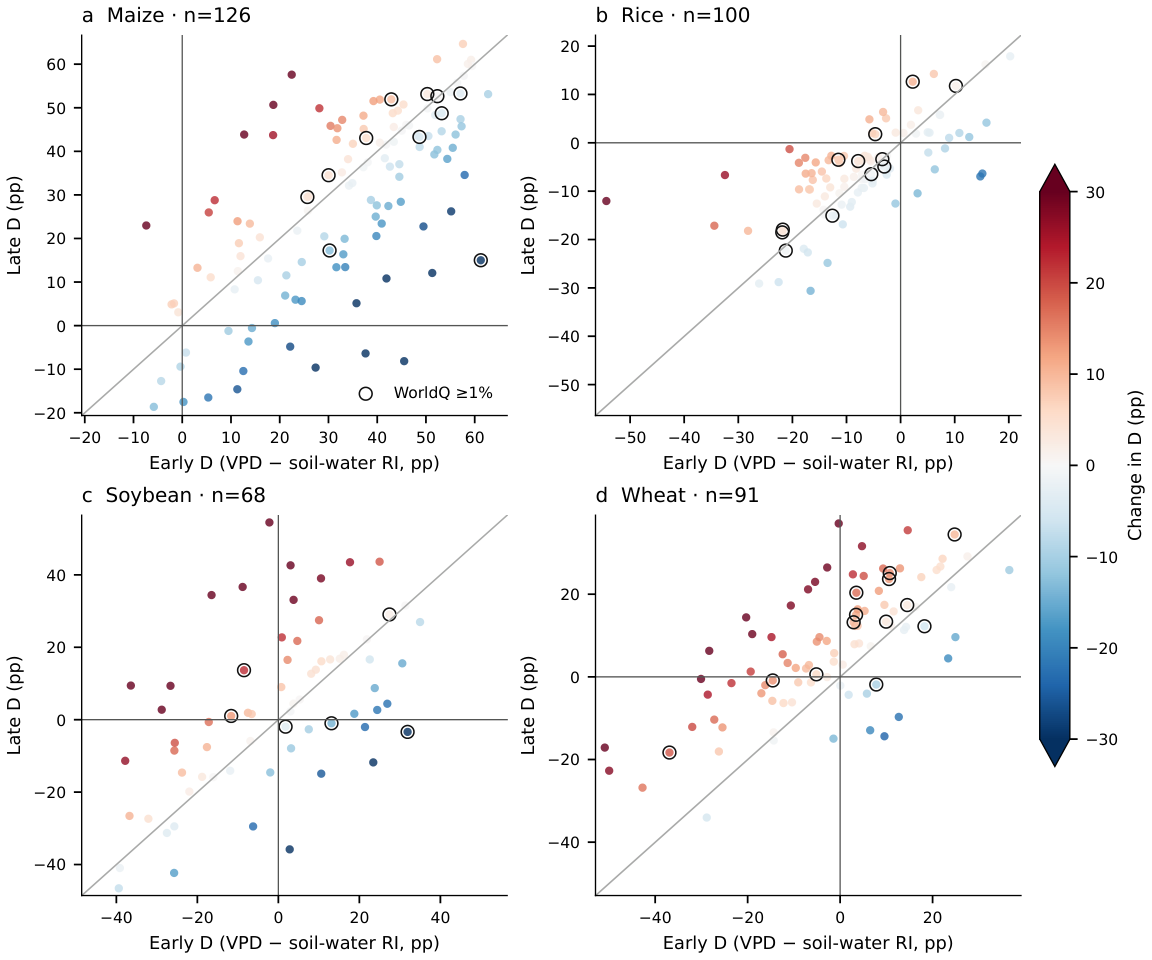 a Maize · n=126
Late D (pp)
60
50
40
30
20
10
0
−10
−20
−20 −10 0 10 20 30 40 50 60
Early D (VPD − soil-water RI, pp)
WorldQ ≥1%
b Rice · n=100
Late D (pp)
20
10
0
−10
−20
−30
−40
−50
−50 −40 −30 −20 −10 0 10 20
Early D (VPD − soil-water RI, pp)
c Soybean · n=68
Late D (pp)
40
20
0
−20
−40
−40 −20 0 20 40
Early D (VPD − soil-water RI, pp)
d Wheat · n=91
Late D (pp)
20
0
−20
−40
−40 −20 0 20
Early D (VPD − soil-water RI, pp)
30
20
10
0
−10
−20
−30
Change in D (pp)